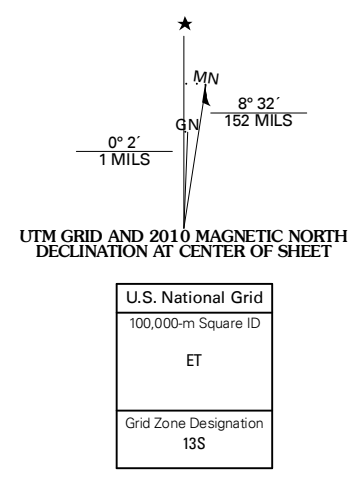 ★
MN
GN
8° 32´
152 MILS
0° 2´
1 MILS
UTM GRID AND 2010 MAGNETIC NORTH
DECLINATION AT CENTER OF SHEET
U.S. National Grid
100,000-m Square ID
ET
Grid Zone Designation
13S